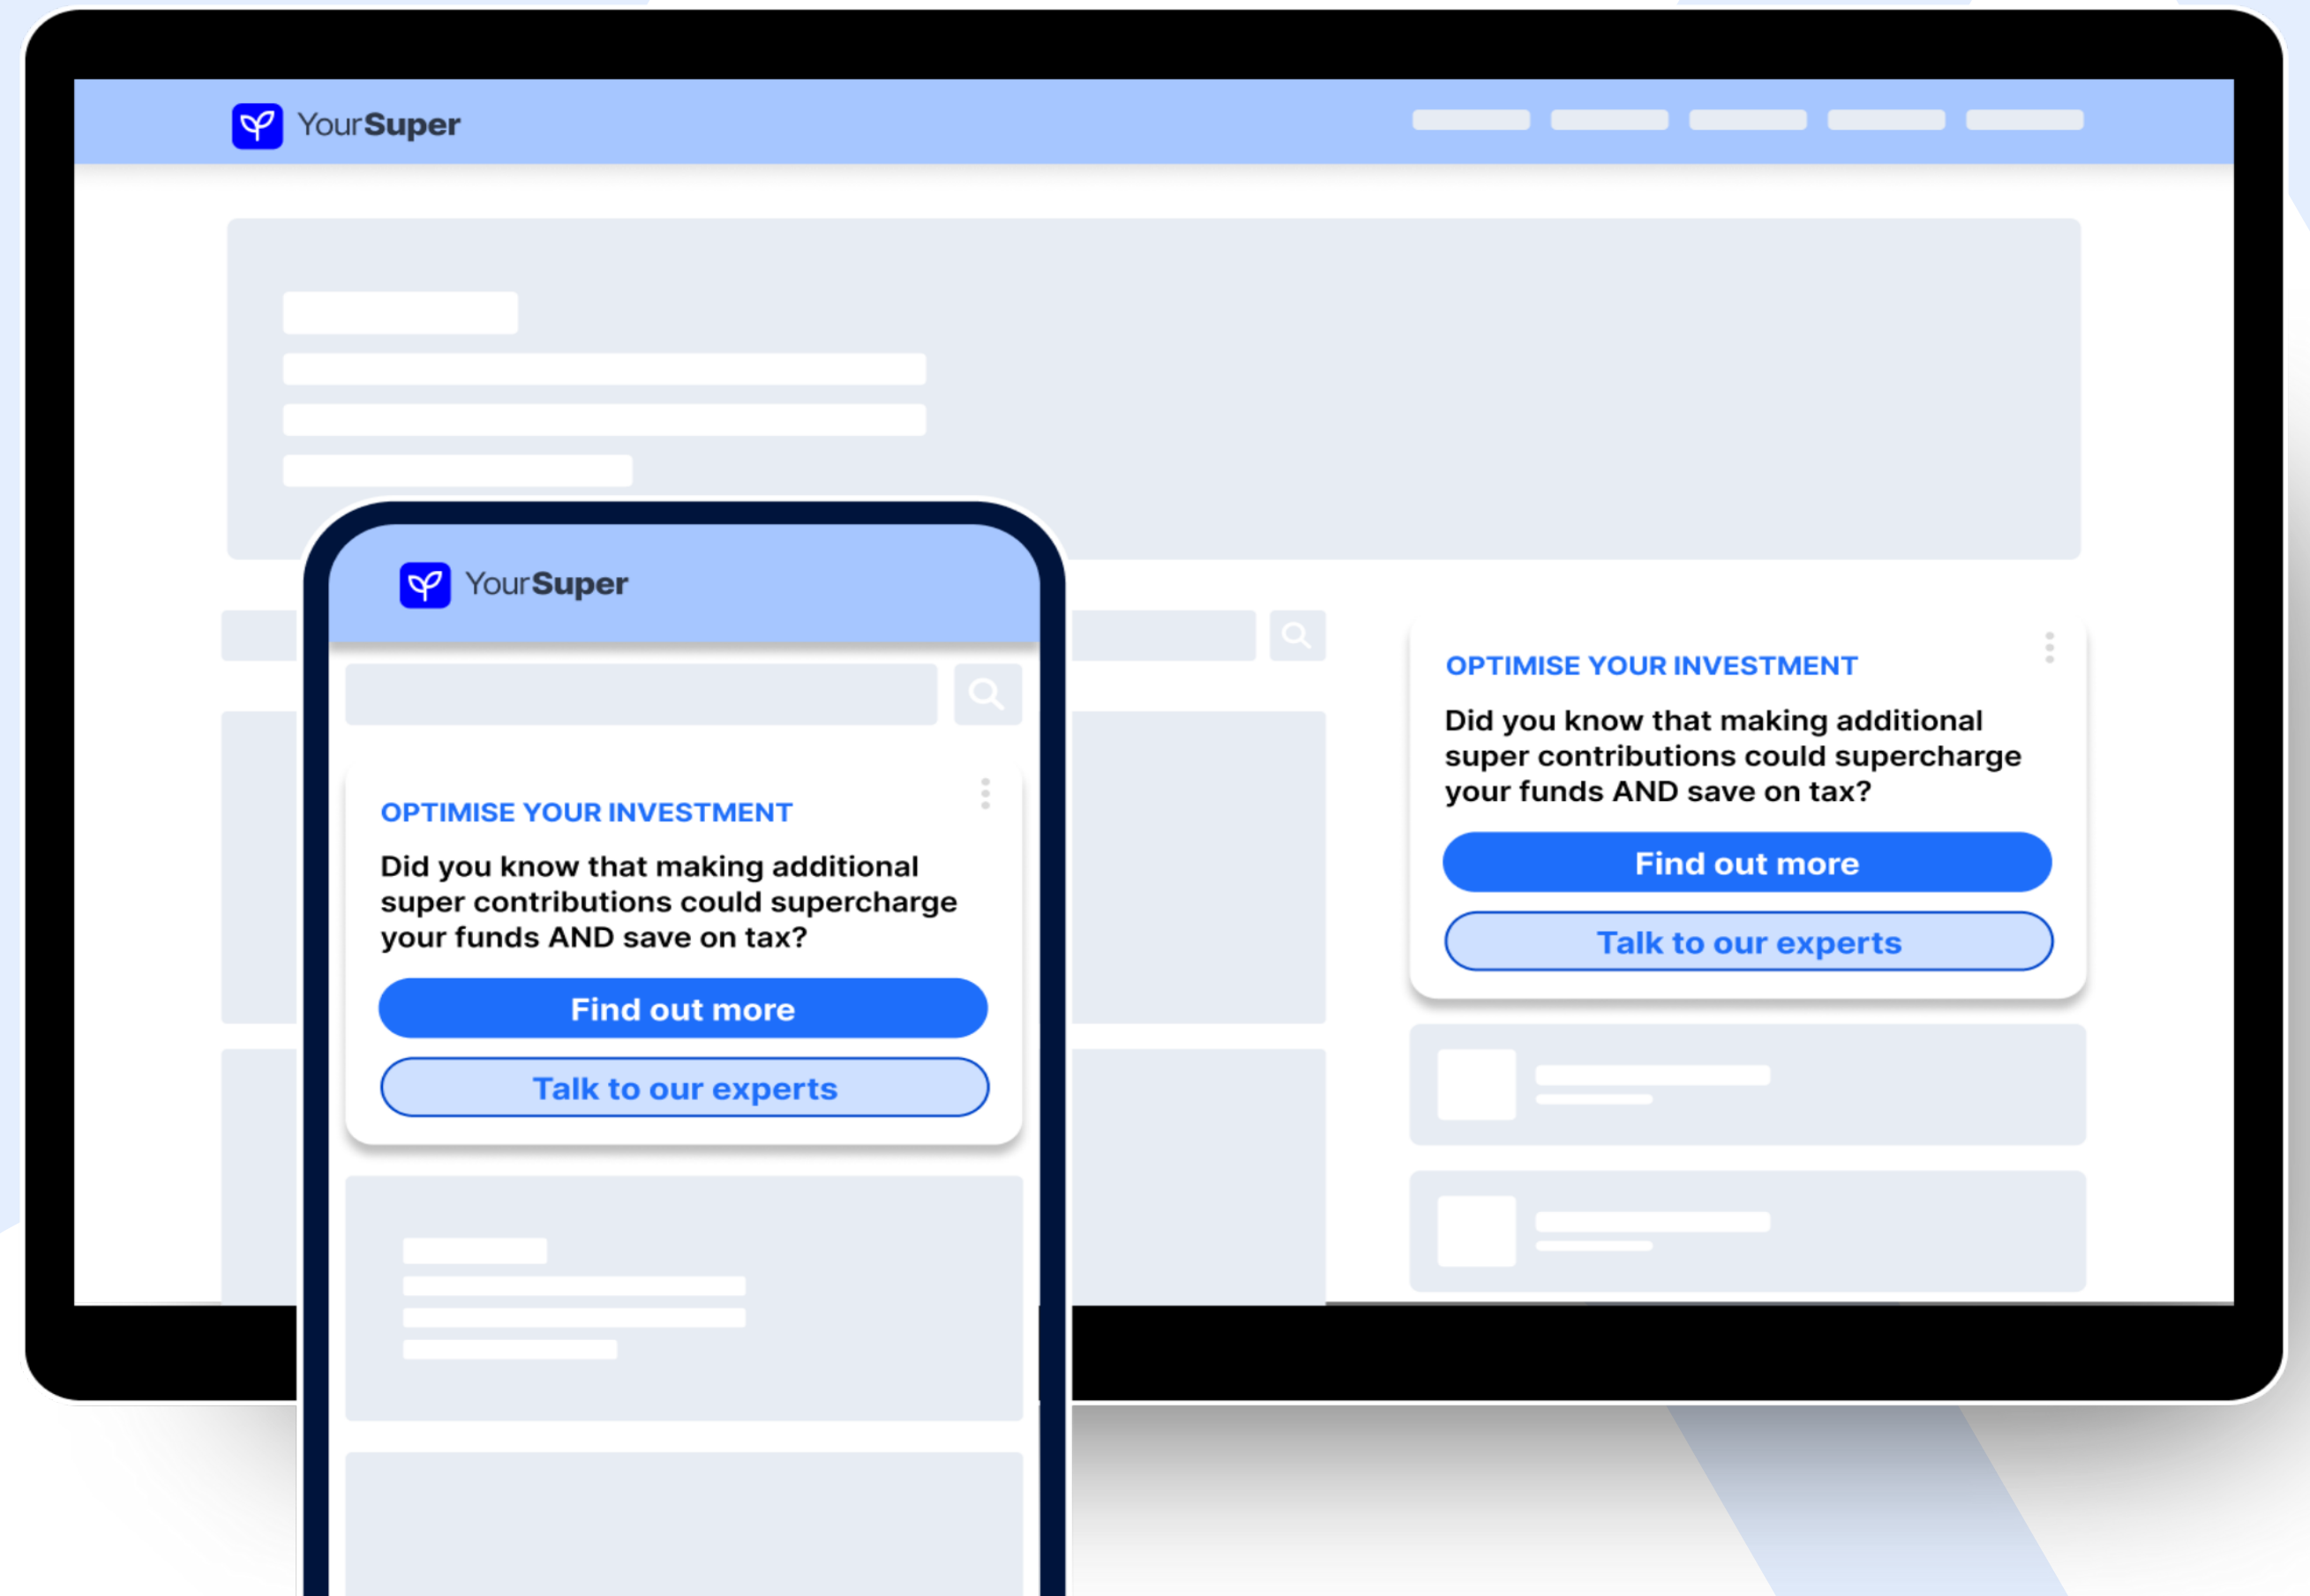 YourSuper
YourSuper
OPTIMISE YOUR INVESTMENT
Did you know that making additional
super contributions could supercharge
your funds AND save on tax?
Find out more
Talk to our experts
OPTIMISE YOUR INVESTMENT
Did you know that making additional
super contributions could supercharge
your funds AND save on tax?
Find out more
Talk to our experts